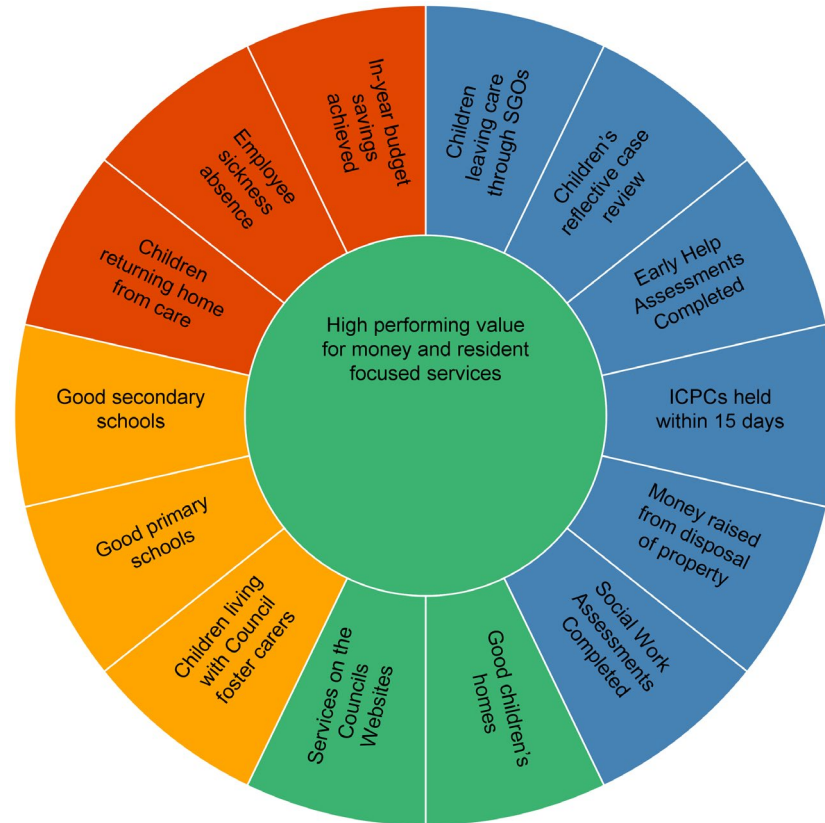 High performing value
for money and resident
focused services
Children
leaving care
through SGOs
Children's
reflective case
review
Early Help
Assessments
Completed
ICPCs held
within 15 days
Money raised
from disposal
of property
Social Work
Assessments
Completed
Good children's
homes
Services on the
Councils
Websites
Children living
with Council
foster carers
Good primary
schools
Good secondary
schools
Children
returning home
from care
Employee
sickness
absence
In-year budget
savings
achieved